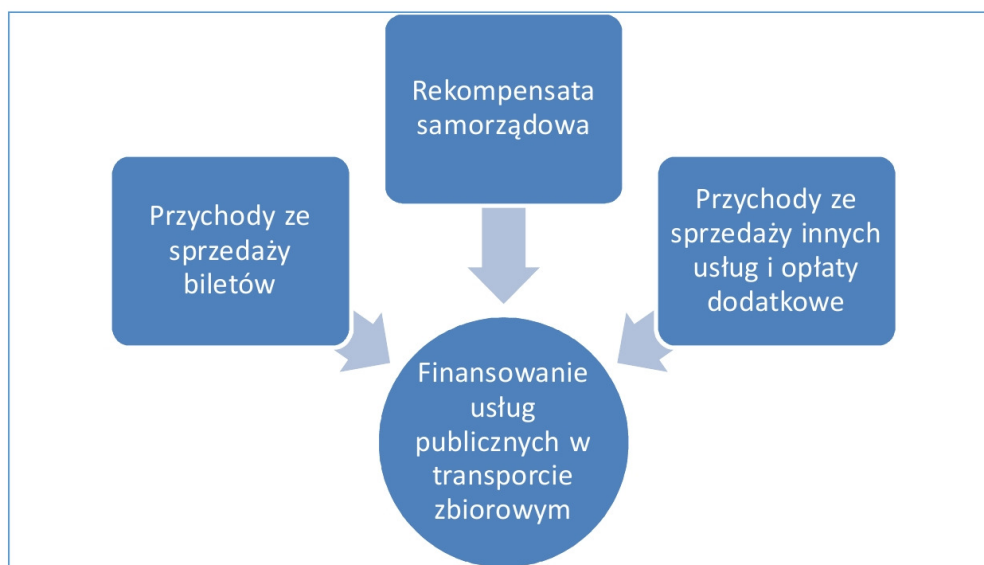 Rekompensata
samorządowa
Przychody ze
sprzedaży
biletów
Przychody ze
sprzedaży innych
usług i opłaty
dodatkowe
Finansowanie
usług
publicznych w
transporcie
zbiorowym